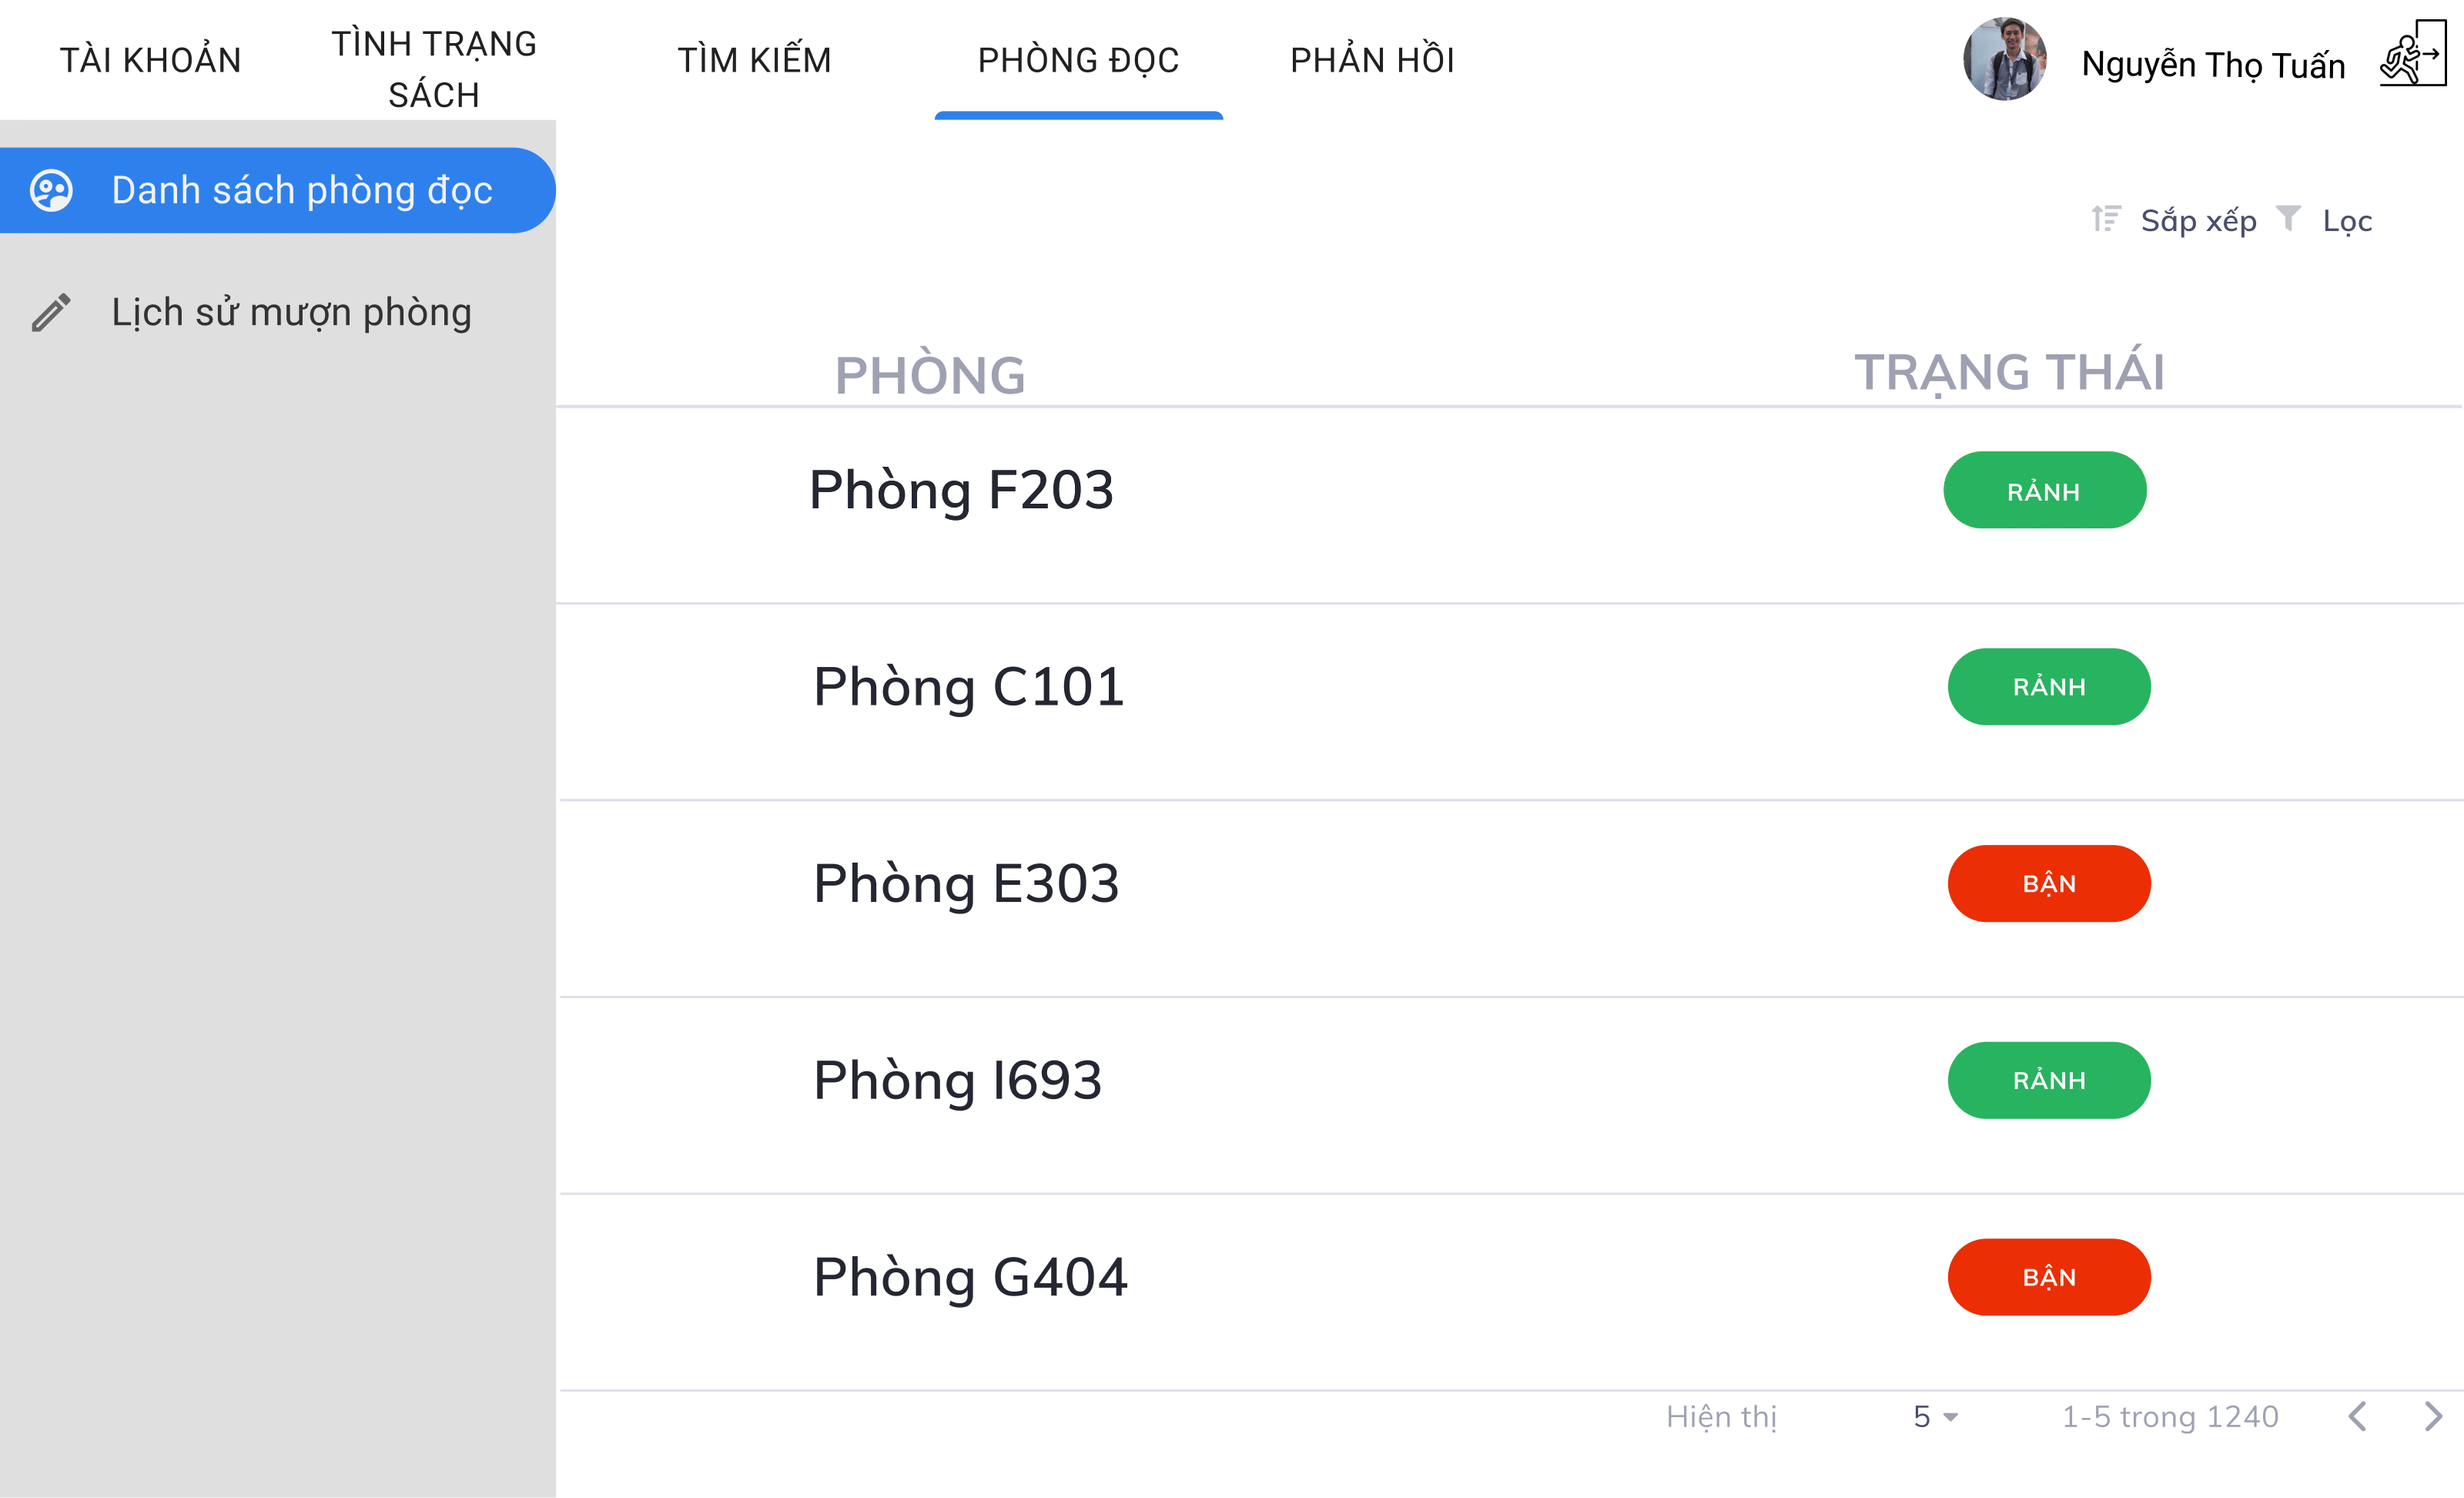 TÀI KHOẢN
TÌNH TRẠNG
SÁCH
TÌM KIẾM
PHÒNG ĐỌC
PHẢN HỒI
Nguyễn Thọ Tuấn
Danh sách phòng đọc
Lịch sử mượn phòng
Sắp xếp
Lọc
PHÒNG
TRẠNG THÁI
Phòng F203
RẢNH
Phòng C101
RẢNH
Phòng E303
BẬN
Phòng I693
RẢNH
Phòng G404
BẬN
Hiện thị
5
1-5 trong 1240